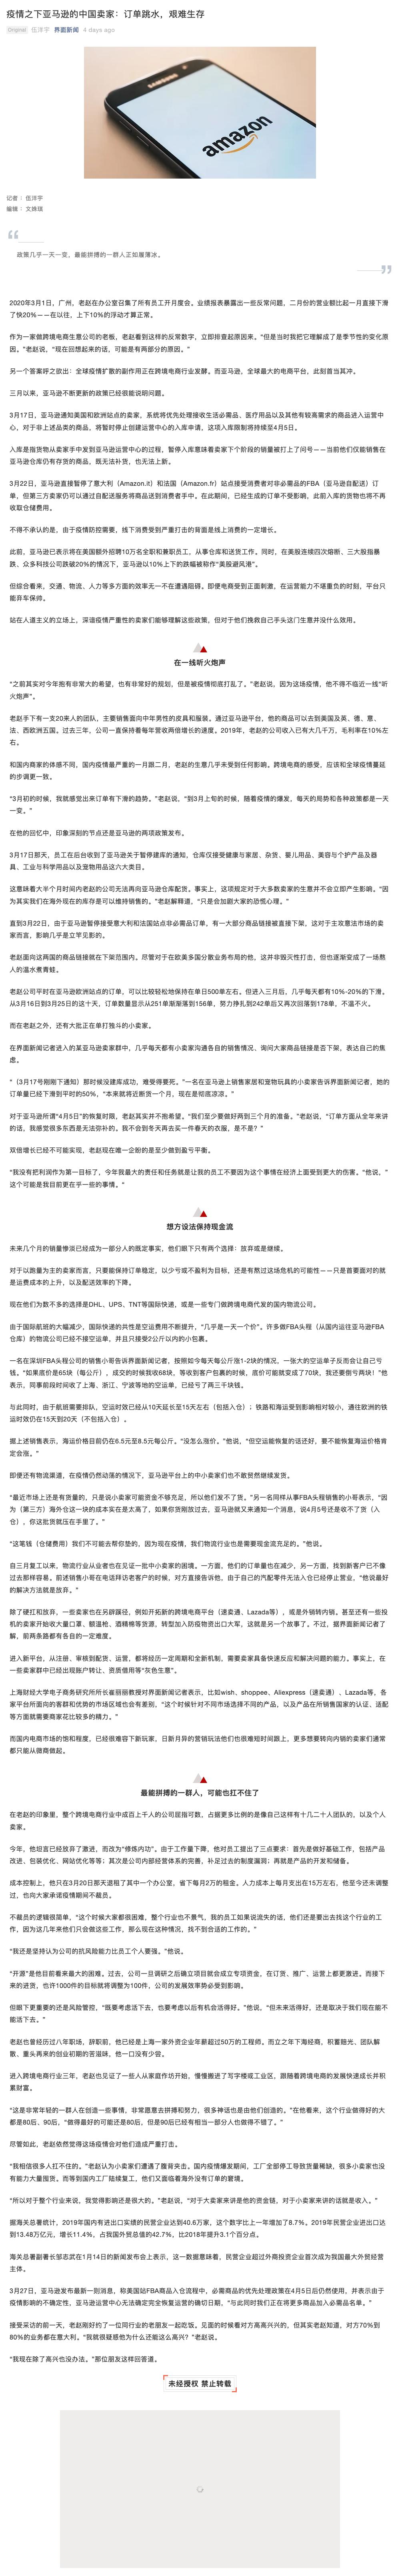 疫情之下亚马逊的中国卖家：订单跳水，艰难生存
Original 伍洋宇 界面新闻 4 days ago
SAMSUNG
amazon
记者：伍洋宇
编辑：文姝琪
政策几乎一天一变，最能拼搏的一群人正如履薄冰。
2020年3月1日，广州，老赵在办公室召集了所有员工开月度会。业绩报表暴露出一些反常问题，二月份的营业额比起一月直接下滑
了快20%——在以往，上下10%的浮动才算正常。
作为一家做跨境电商生意公司的老板，老赵看到这样的反常数字，立即排查起原因来。“但是当时我把它理解成了是季节性的变化原
因。”老赵说，“现在回想起来的话，可能是有两部分的原因。”
另一个答案呼之欲出：全球疫情扩散的副作用正在跨境电商行业发酵。而亚马逊，全球最大的电商平台，此刻首当其冲。
三月以来，亚马逊不断更新的政策已经很能说明问题。
3月17日，亚马逊通知美国和欧洲站点的卖家，系统将优先处理接收生活必需品、医疗用品以及其他有较高需求的商品进入运营中
心，对于非上述品类的商品，将暂时停止创建运营中心的入库申请，这项入库限制将持续至4月5日。
入库是指货物从卖家手中发到亚马逊运营中心的过程，暂停入库意味着卖家下个阶段的销量被打上了问号——当前他们仅能销售在
亚马逊仓库仍有存货的商品，既无法补货，也无法上新。
3月22日，亚马逊直接暂停了意大利（Amazon.it）和法国（Amazon.fr）站点接受消费者对非必需品的FBA（亚马逊自配送）订
单，但第三方卖家仍可以通过自配送服务将商品送到消费者手中。在此期间，已经生成的订单不受影响，此前入库的货物也将不再
收取仓储费用。
不得不承认的是，由于疫情防控需要，线下消费受到严重打击的背面是线上消费的一定增长。
此前，亚马逊已表示将在美国额外招聘10万名全职和兼职员工，从事仓库和送货工作。同时，在美股连续四次熔断、三大股指暴
跌、众多科技公司跌破20%的情况下，亚马逊以10%上下的跌幅被称作“美股避风港”。
但综合看来，交通、物流、人力等多方面的效率无一不在遭遇阻碍。即便电商受到正面刺激，在运营能力不堪重负的时刻，平台只
能弃车保帅。
站在人道主义的立场上，深谙疫情严重性的卖家们能够理解这些政策，但对于他们挽救自己手头这门生意并没什么效用。
在一线听火炮声
“之前其实对今年抱有非常大的希望，也有非常好的规划，但是被疫情彻底打乱了。”老赵说，因为这场疫情，他不得不临近一线“听
火炮声”。
老赵手下有一支20来人的团队，主要销售面向中年男性的皮具和服装。通过亚马逊平台，他的商品可以去到美国及英、德、意、
法、西欧洲五国。过去三年，公司一直保持着每年营收两倍增长的速度。2019年，老赵的公司收入已有大几千万，毛利率在10%左
右。
和国内商家的体感不同，国内疫情最严重的一月跟二月，老赵的生意几乎未受到任何影响。跨境电商的感受，应该和全球疫情蔓延
的步调更一致。
“3月初的时候，我就感觉出来订单有下滑的趋势。”老赵说，“到3月上旬的时候，随着疫情的爆发，每天的局势和各种政策都是一天
一变。”
在他的回忆中，印象深刻的节点还是亚马逊的两项政策发布。
3月17日那天，员工在后台收到了亚马逊关于暂停建库的通知，仓库仅接受健康与家居、杂货、婴儿用品、美容与个护产品及器
具、工业与科学用品以及宠物用品这六大类目。
这意味着大半个月时间内老赵的公司无法再向亚马逊仓库配货。事实上，这项规定对于大多数卖家的生意并不会立即产生影响。“因
为其实我们在海外现在的库存是可以维持销售的。”老赵解释道，“只是会加剧大家的恐慌心理。”
直到3月22日，由于亚马逊暂停接受意大利和法国站点非必需品订单，有一大部分商品链接被直接下架，这对于主攻意法市场的卖
家而言，影响几乎是立竿见影的。
老赵面向这两国的商品链接就在下架范围内。尽管对于在欧美多国分散业务布局的他，这并非毁灭性打击，但也逐渐变成了一场熬
人的温水煮青蛙。
老赵公司平时在亚马逊欧洲站点的订单，可以比较轻松地保持在单日500单左右。但进入三月后，几乎每天都有10%-20%的下滑。
从3月16日到3月25日的这十天，订单数量显示从251单渐渐落到156单，努力挣扎到242单后又再次回落到178单，不温不火。
而在老赵之外，还有大批正在单打独斗的小卖家。
在界面新闻记者进入的某亚马逊卖家群中，几乎每天都有小卖家沟通各自的销售情况、询问大家商品链接是否下架，表达自己的焦
虑。
“（3月17号刚刚下通知）那时候没建库成功，难受得要死。”一名在亚马逊上销售家居和宠物玩具的小卖家告诉界面新闻记者，她的
订单量已经下滑到平时的50%，“本来就将近断货一个月，现在是彻底凉凉。”
对于亚马逊所谓“4月5日”的恢复时限，老赵其实并不抱希望。“我们至少要做好两到三个月的准备。”老赵说，“订单方面从全年来讲
的话，我感觉很多东西是无法弥补的。我不会到冬天再去买一件春天的衣服，是不是？”
双倍增长已经不可能实现，老赵现在唯一企盼的是至少做到盈亏平衡。
“我没有把利润作为第一目标了，今年我最大的责任和任务就是让我的员工不要因为这个事情在经济上面受到更大的伤害。”他说，“
这个可能是我目前更在乎一些的事情。”
想方设法保持现金流
未来几个月的销量惨淡已经成为一部分人的既定事实，他们眼下只有两个选择：放弃或是继续。
对于以跑量为主的卖家而言，只要能保持订单稳定，以少亏或不盈利为目标，还是有熬过这场危机的可能性——只是首要面对的就
是运费成本的上升，以及配送效率的下降。
现在他们为数不多的选择是DHL、UPS、TNT等国际快递，或是一些专门做跨境电商代发的国内物流公司。
由于国际航班的大幅减少，国际快递的共性是空运费用不断提升，“几乎是一天一个价”。许多做FBA头程（从国内运往亚马逊FBA
仓库）的物流公司已经不接空运单，并且只接受2公斤以内的小包裹。
一名在深圳FBA头程公司的销售小哥告诉界面新闻记者，按照如今每天每公斤涨1-2块的情况，一张大的空运单子反而会让自己亏
钱。“如果底价是65块（每公斤），成交的时候我收68块，等收到客户包裹的时候，底价可能就变成了70块，我还要倒亏两块！”他
表示，同事前段时间收了上海、浙江、宁波等地的空运单，已经亏了两三千块钱。
与此同时，由于航班需要排队，空运时效已经从10天延长至15天左右（包括入仓）；铁路和海运受到影响相对较小，通往欧洲的铁
运时效仍在15天到20天（不包括入仓）。
据上述销售表示，海运价格目前仍在6.5元至8.5元每公斤。“没怎么涨价。”他说，“但空运能恢复的话还好，要不能恢复海运价格肯
定会涨。”
即便还有物流渠道，在疫情仍然动荡的情况下，亚马逊平台上的中小卖家们也不敢贸然继续发货。
“最近市场上还是有货量的，只是说小卖家可能资金不够充足，所以他们发不了货。”另一名同样从事FBA头程销售的小哥表示，“因
为（第三方）海外仓这一块的成本实在是太高了，如果你货刚放过去，亚马逊就又来通知一个消息，说4月5号还是收不了货（入
仓），你这批货就压在手里了。”
“这笔钱（仓储费用）我们不可能去帮你垫的，因为现在疫情，我们物流行业也是需要现金流充足的。”他说。
自三月复工以来，物流行业从业者也在见证一批中小卖家的困境。一方面，他们的订单量也在减少，另一方面，找到新客户已不像
过去那样容易。前述销售小哥在电话拜访老客户的时候，对方直接告诉他，由于自己的汽配零件无法入仓已经停止营业，“他说最好
的解决方法就是放弃。”
除了硬扛和放弃，一些卖家也在另辟蹊径，例如开拓新的跨境电商平台（速卖通、Lazada等），或是外销转内销。甚至还有一些投
机的卖家开始收大量口罩、额温枪、酒精棉等货源，转型加入防疫物资出口大军，这就是另一个故事了。不过，据界面新闻记者了
解，前两条路都有各自的一定难度。
进入新平台，从注册、审核到配货、运营，都将经历一定周期和全新机制，需要卖家具备快速反应和解决问题的能力。事实上，在
一些卖家群中已经出现账户转让、资质借用等“灰色生意”。
上海财经大学电子商务研究所所长崔丽丽教授对界面新闻记者表示，比如wish、shoppee、Aliexpress（速卖通）、Lazada等，各
家平台所面向的客群和优势的市场区域也会有差别，“这个时候针对不同市场选择不同的产品，以及产品在所销售国家的认证、适配
等方面就需要商家花比较多的精力。”
而国内电商市场的饱和程度，已经很难容下新玩家，日新月异的营销玩法他们也很难短时间跟上，更多想要转向内销的卖家们通常
都只能从微商做起。
最能拼搏的一群人，可能也扛不住了
在老赵的印象里，整个跨境电商行业中成百上千人的公司屈指可数，占据更多比例的是像自己这样有十几二十人团队的，以及个人
卖家。
今年，他坦言已经放弃了激进，而改为“修炼内功”。由于工作量下降，他对员工提出了三点要求：首先是做好基础工作，包括产品
改进、包装优化、网站优化等等；其次是公司内部经营体系的完善，补足过去的制度漏洞；再就是产品的开发和储备。
成本控制上，他只在3月20日那天退租了其中一个办公室，省下每月2万的租金。人力成本上每月支出在15万左右，他至今还未调整
过，也向大家承诺疫情期间不裁员。
不裁员的逻辑很简单，“这个时候大家都很困难，整个行业也不景气，我的员工如果说流失的话，他们还是要出去找这个行业的工
作，因为这几年来他们只会做这些工作，那么现在这种情况，找不到合适的工作的。”
“我还是坚持认为公司的抗风险能力比员工个人要强。”他说。
“开源”是他目前看来最大的困难。过去，公司一旦调研之后确立项目就会成立专项资金，在订货、推广、运营上都更激进。而接下
来的进货，也许1000件的目标就将调整为100件，公司的发展效率势必受到影响。
但眼下更重要的还是风险管控，“既要考虑活下去，也要考虑以后有机会活得好。”他说，“但未来活得好，还是取决于我们现在能不
能活下去。”
老赵也曾经历过八年职场，辞职前，他已经是上海一家外资企业年薪超过50万的工程师。而立之年下海经商，积蓄赔光、团队解
散、重头再来的创业初期的苦滋味，他一口没有少尝。
进入跨境电商行业三年，老赵也见证了一些人从家庭作坊开始，慢慢搬进了写字楼或工业区，跟随着跨境电商的发展快速成长并积
累财富。
“这是非常年轻的一群人在创造一些事情，非常愿意去拼搏和努力，很多神话也是由他们创造的。”在他看来，这个行业做得好的大
都是80后、90后，“做得最好的可能还是80后，但是90后已经有相当一部分人也做得不错了。”
尽管如此，老赵依然觉得这场疫情会对他们造成严重打击。
“我相信很多人扛不住的。”老赵认为小卖家们遭遇了腹背夹击。国内疫情爆发期间，工厂全部停工导致货量稀缺，很多小卖家也没
有能力大量囤货。而等到国内工厂陆续复工，他们又面临着海外没有订单的窘境。
“所以对于整个行业来说，我觉得影响还是很大的。”老赵说，“对于大卖家来讲是他的资金链，对于小卖家来讲的话就是收入。”
据海关总署统计，2019年国内有进出口实绩的民营企业达到40.6万家，这个数字比上一年增加了8.7%。2019年民营企业进出口达
到13.48万亿元，增长11.4%，占我国外贸总值的42.7%，比2018年提升3.1个百分点。
海关总署副署长邹志武在1月14日的新闻发布会上表示，这一数据意味着，民营企业超过外商投资企业首次成为我国最大外贸经营
主体。
3月27日，亚马逊发布最新一则消息，称美国站FBA商品入仓流程中，必需商品的优先处理政策在4月5日后仍然使用，并表示由于
疫情影响的不确定性，亚马逊运营中心无法确定完全恢复运营的确切日期，“与此同时我们正在将更多商品加入必需品名单。”
接受采访的前一天，老赵刚好约了一位同行业的老朋友一起吃饭。见面的时候看对方高高兴兴的，但其实老赵知道，对方70%到
80%的业务都在意大利。“我就很疑惑他为什么还能这么高兴？”老赵说。
“我现在除了高兴也没办法。”那位朋友这样回答道。
未经授权 禁止转载